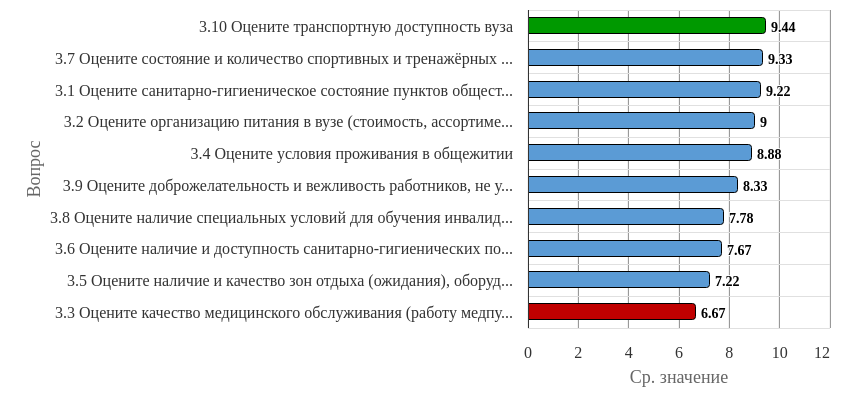 Вопрос
3.10 Оцените транспортную доступность вуза 9.44
3.7 Оцените состояние и количество спортивных и тренажёрных ... 9.33
3.1 Оцените санитарно-гигиеническое состояние пунктов общест... 9.22
3.2 Оцените организацию питания в вузе (стоимость, ассортиме... 9
3.4 Оцените условия проживания в общежитии 8.88
3.9 Оцените доброжелательность и вежливость работников, не у... 8.33
3.8 Оцените наличие специальных условий для обучения инвалид... 7.78
3.6 Оцените наличие и доступность санитарно-гигиенических по... 7.67
3.5 Оцените наличие и качество зон отдыха (ожидания), оборуд... 7.22
3.3 Оцените качество медицинского обслуживания (работу медпу... 6.67
0 2 4 6 8 10 12
Ср. значение